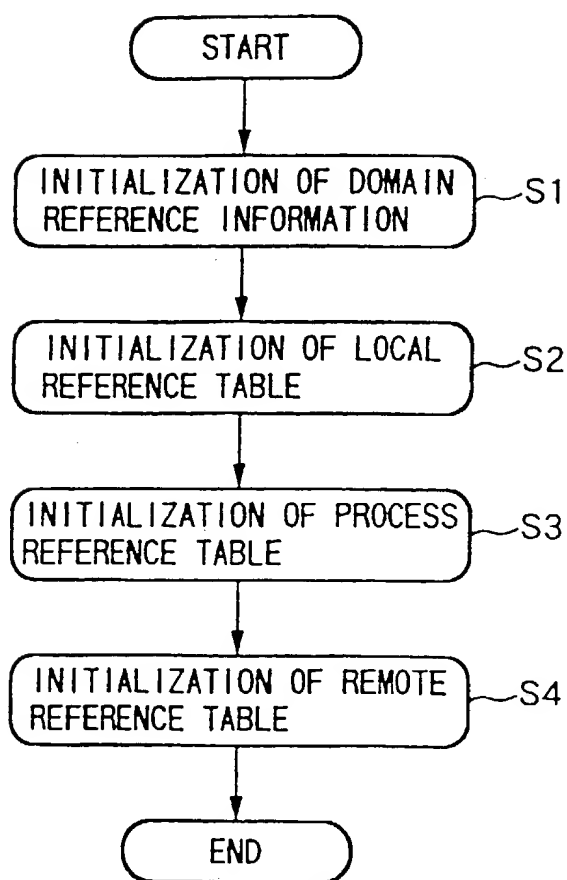 START
INITIALIZATION OF DOMAIN
REFERENCE INFORMATION
S1
INITIALIZATION OF LOCAL
REFERENCE TABLE
S2
INITIALIZATION OF PROCESS
REFERENCE TABLE
S3
INITIALIZATION OF REMOTE
REFERENCE TABLE
S4
END